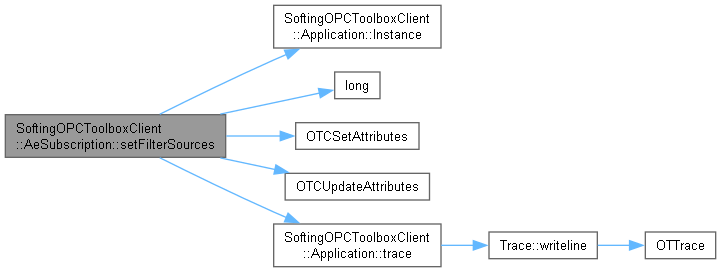 SoftingOPCToolboxClient
::Application::Instance
long
SoftingOPCToolboxClient
::AeSubscription::setFilterSources
OTCSetAttributes
OTCUpdateAttributes
SoftingOPCToolboxClient
::Application::trace
Trace::writeline
OTTrace